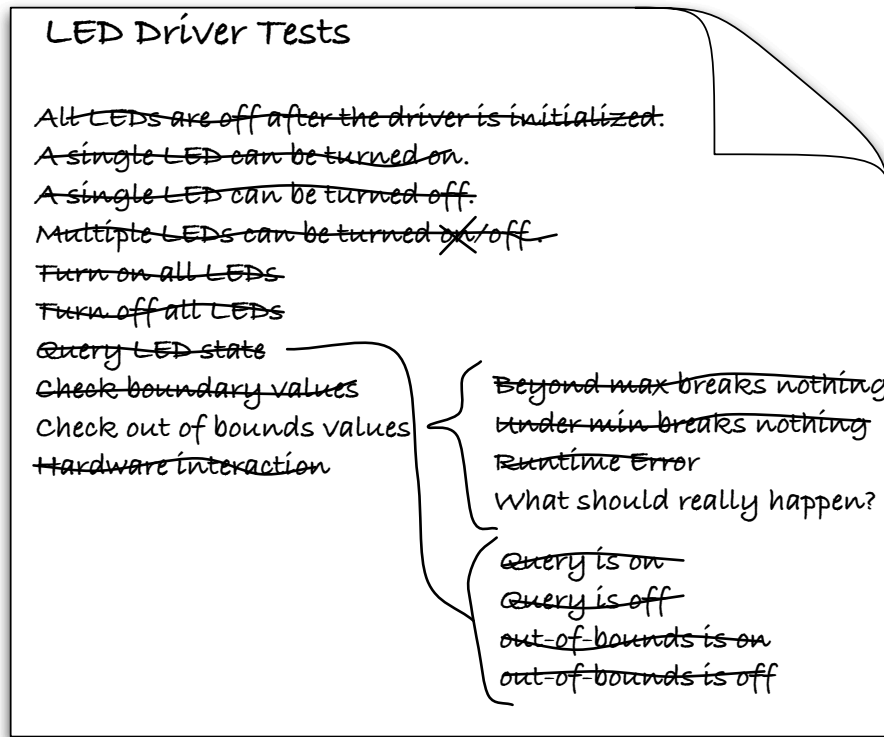 LED Driver Tests
All LEDs are off after the driver is initialized.
A single LED can be turned on.
A single LED can be turned off.
Multiple LEDs can be turned on/off.
Turn on all LEDs
Turn off all LEDs
Query LED state
Check boundary values
Check out of bounds values
Hardware interaction
Beyond max breaks nothing
Under min breaks nothing
Runtime Error
What should really happen?
Query is on
Query is off
out-of-bounds is on
out-of-bounds is off